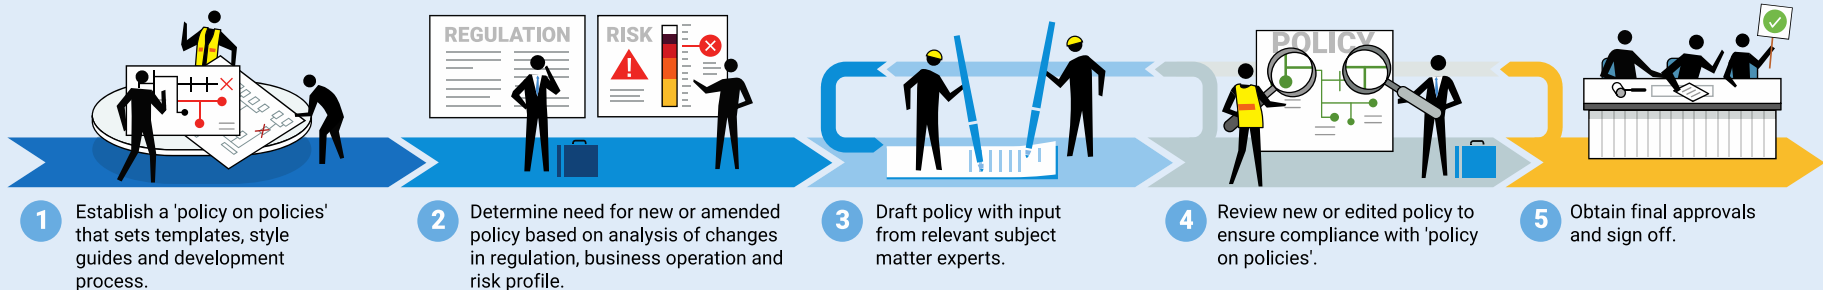 REGULATION
RISK
POLICY
1
Establish a 'policy on policies'
that sets templates, style
guides and development
process.
2
Determine need for new or amended
policy based on analysis of changes
in regulation, business operation and
risk profile.
3
Draft policy with input
from relevant subject
matter experts.
4
Review new or edited policy to
ensure compliance with 'policy
on policies'.
5
Obtain final approvals
and sign off.